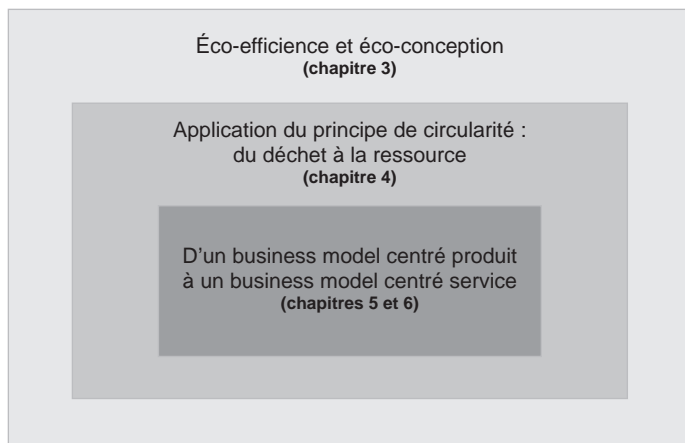 Éco-efficience et éco-conception
(chapitre 3)
Application du principe de circularité :
du déchet à la ressource
(chapitre 4)
D'un business model centré produit
à un business model centré service
(chapitres 5 et 6)